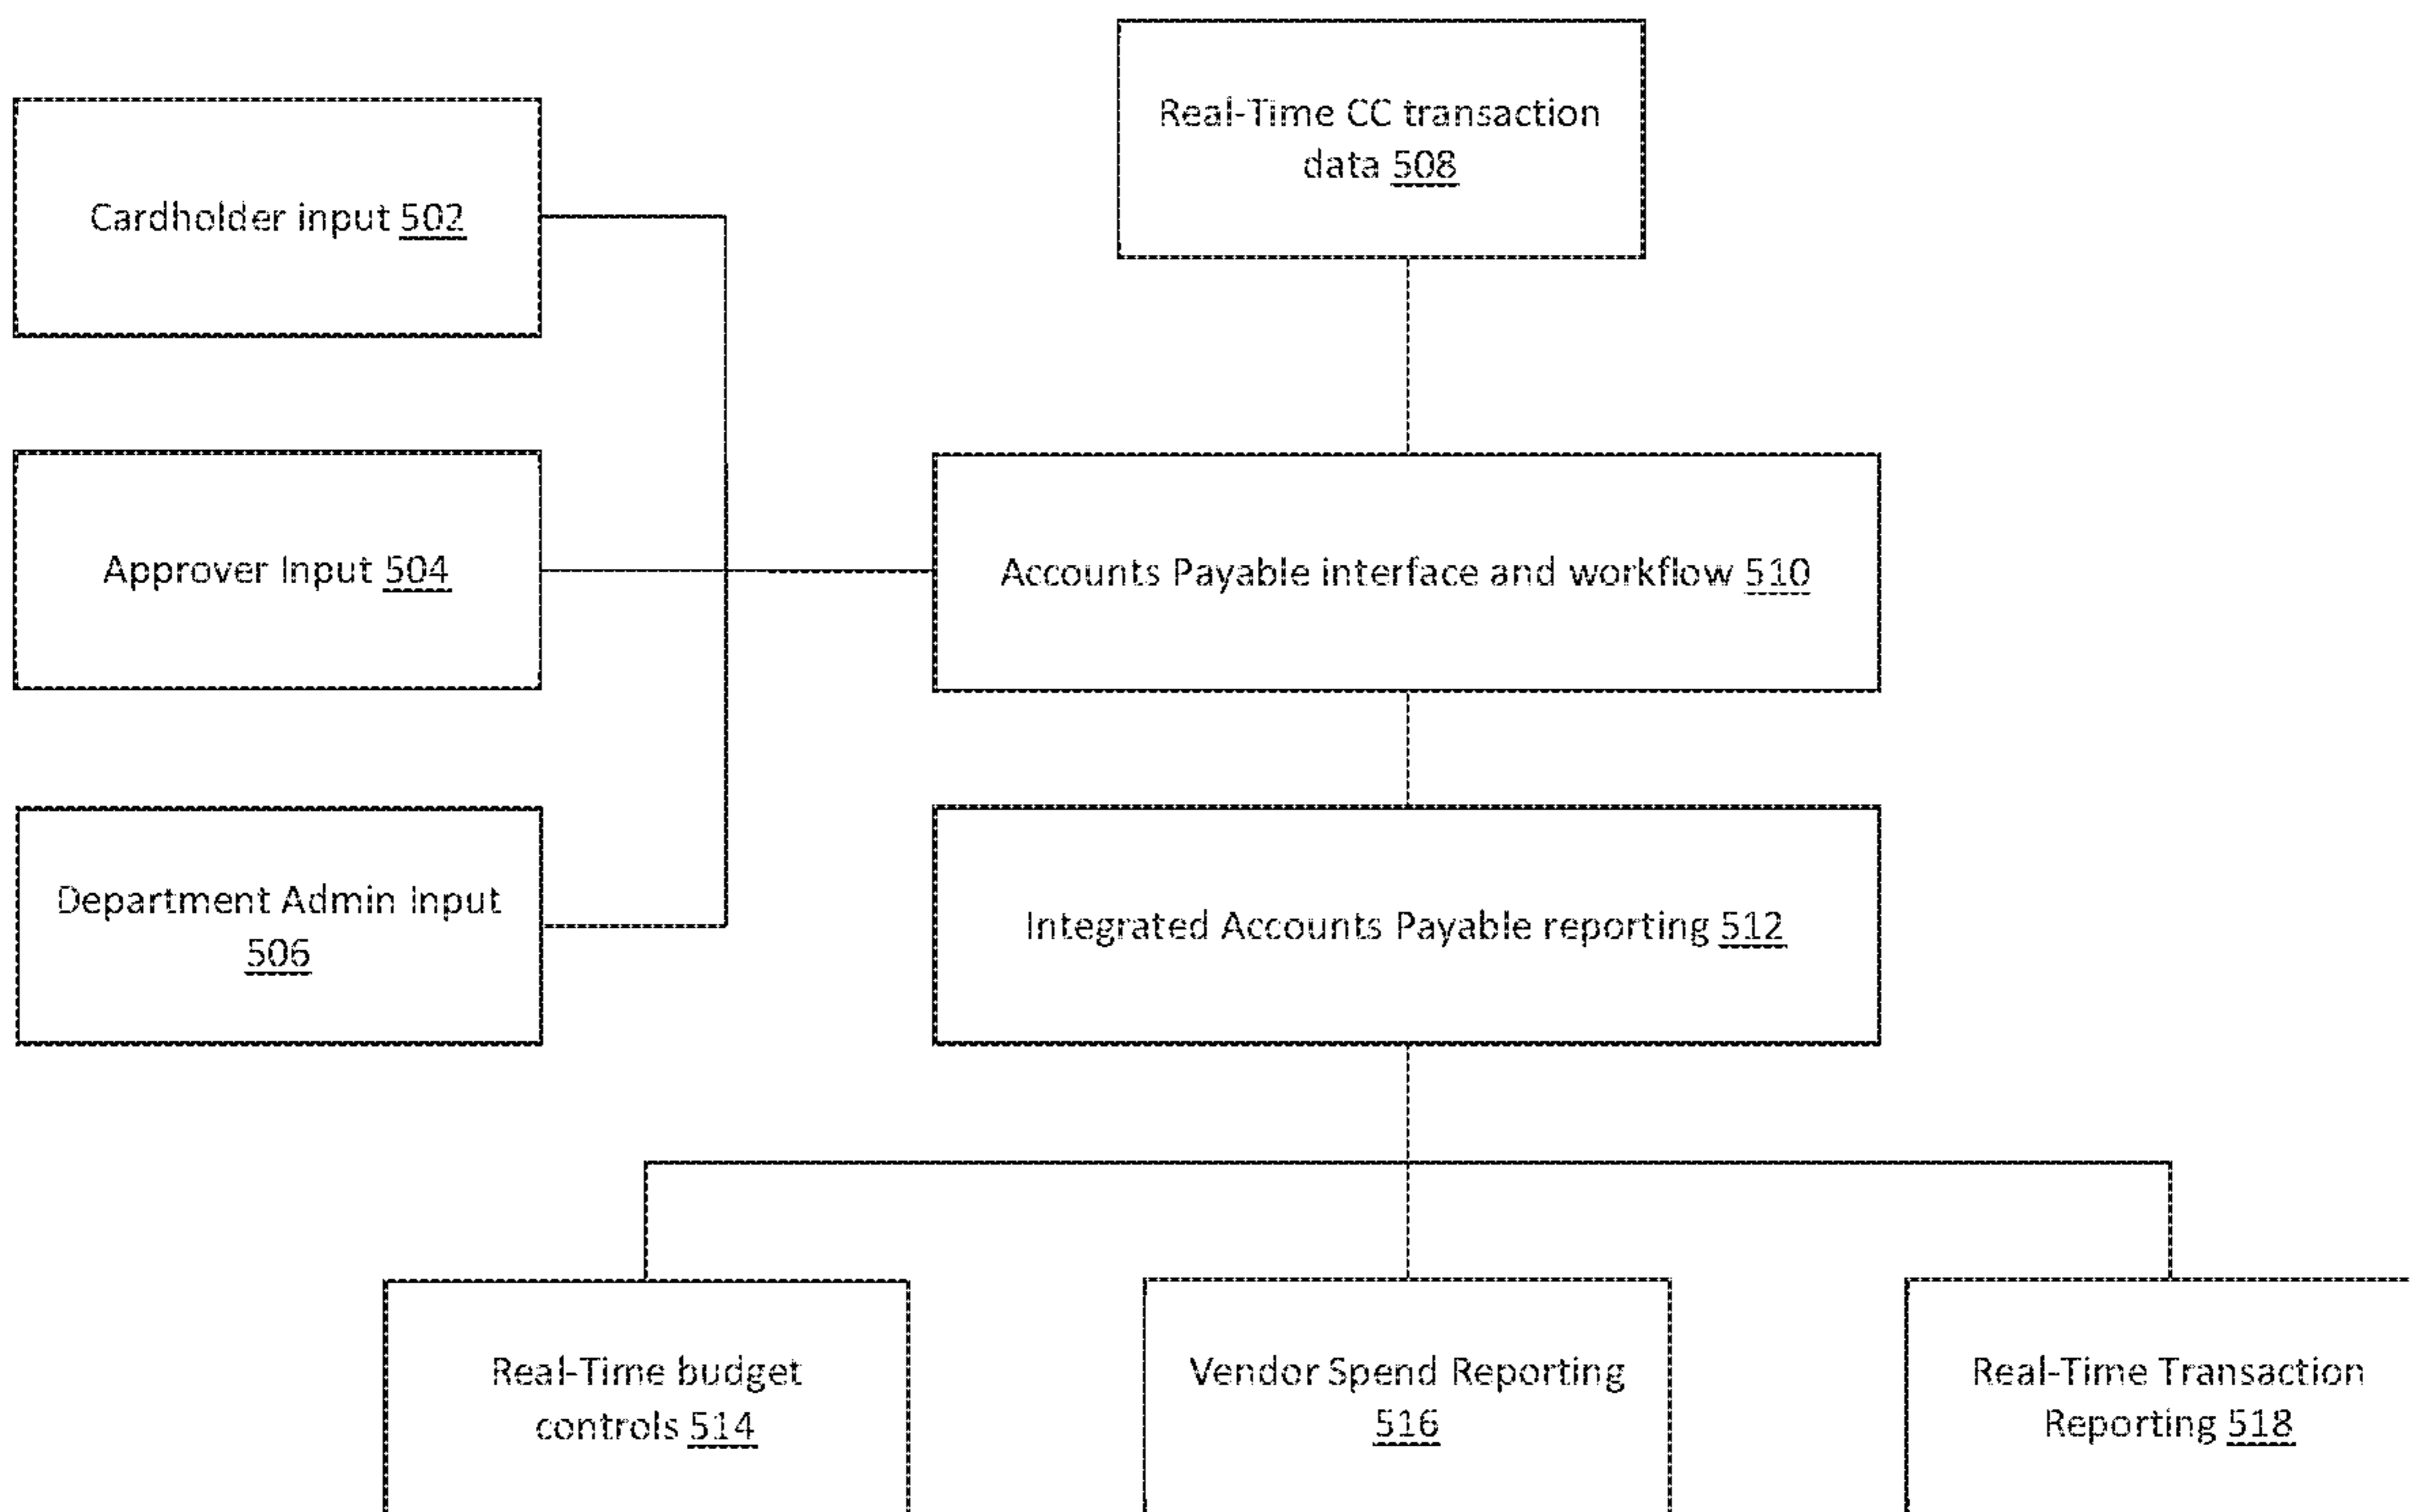 Real-Time CC transaction
data 508
Cardholder input 502
Approver Input 504
Accounts Payable interface and workflow 510
Department Admin Input
506
Integrated Accounts Payable reporting 512
Real-Time budget
controls 514
Vendor Spend Reporting
516
Real-Time Transaction
Reporting 518